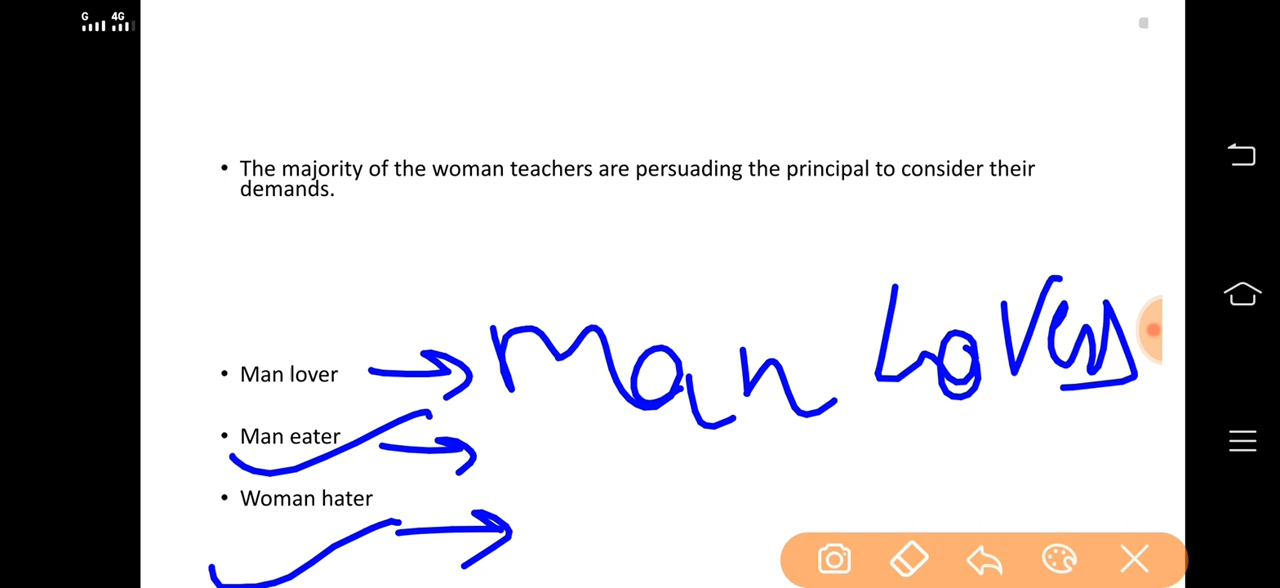 G 4G
• The majority of the woman teachers are persuading the principal to consider their
demands.
• Man lover
Man Lovers
• Man eater
• Woman hater